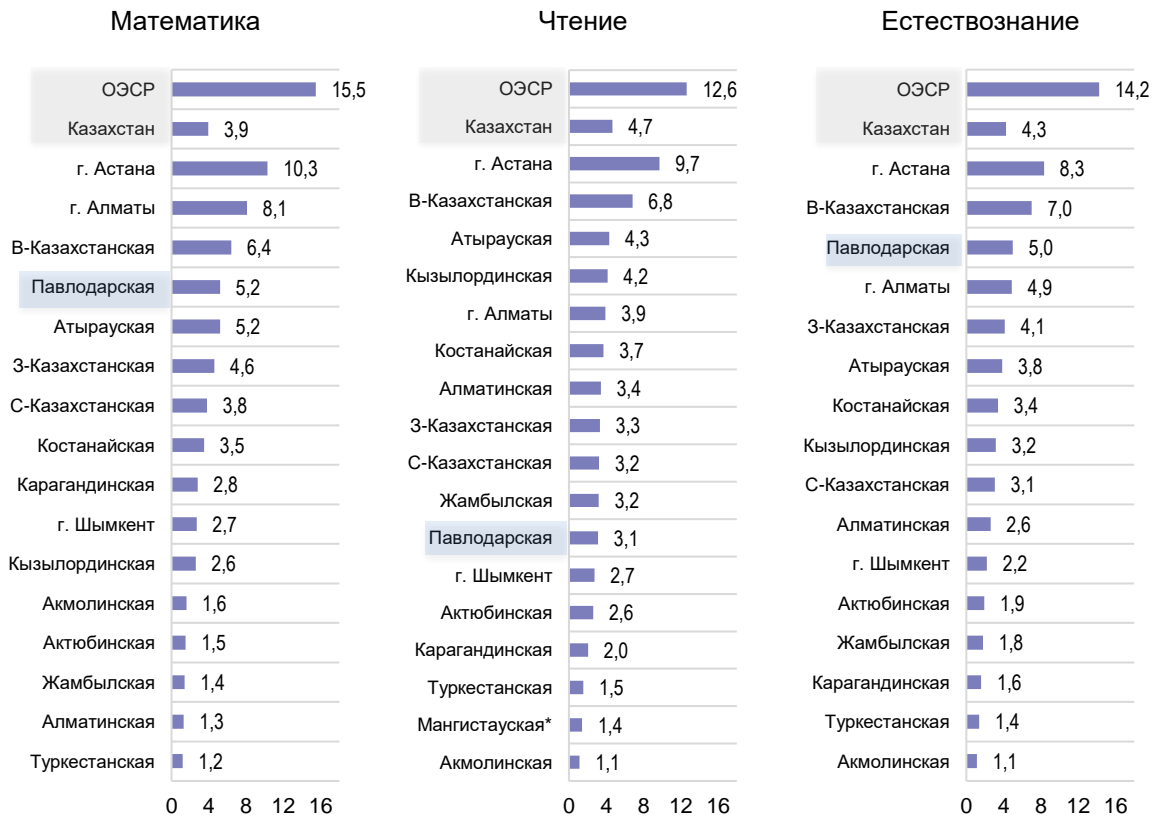 Математика
ОЭСР 15,5
Казахстан 3,9
г. Астана 10,3
г. Алматы 8,1
В-Казахстанская 6,4
Павлодарская 5,2
Атырауская 5,2
З-Казахстанская 4,6
С-Казахстанская 3,8
Костанайская 3,5
Карагандинская 2,8
г. Шымкент 2,7
Кызылординская 2,6
Акмолинская 1,6
Актюбинская 1,5
Жамбылская 1,4
Алматинская 1,3
Туркестанская 1,2
0 4 8 12 16
Чтение
ОЭСР 12,6
Казахстан 4,7
г. Астана 9,7
В-Казахстанская 6,8
Атырауская 4,3
Кызылординская 4,2
г. Алматы 3,9
Костанайская 3,7
Алматинская 3,4
З-Казахстанская 3,3
С-Казахстанская 3,2
Жамбылская 3,2
Павлодарская 3,1
г. Шымкент 2,7
Актюбинская 2,6
Карагандинская 2,0
Туркестанская 1,5
Мангистауская* 1,4
Акмолинская 1,1
0 4 8 12 16
Естествознание
ОЭСР 14,2
Казахстан 4,3
г. Астана 8,3
В-Казахстанская 7,0
Павлодарская 5,0
г. Алматы 4,9
З-Казахстанская 4,1
Атырауская 3,8
Костанайская 3,4
Кызылординская 3,2
С-Казахстанская 3,1
Алматинская 2,6
г. Шымкент 2,2
Актюбинская 1,9
Жамбылская 1,8
Карагандинская 1,6
Туркестанская 1,4
Акмолинская 1,1
0 4 8 12 16